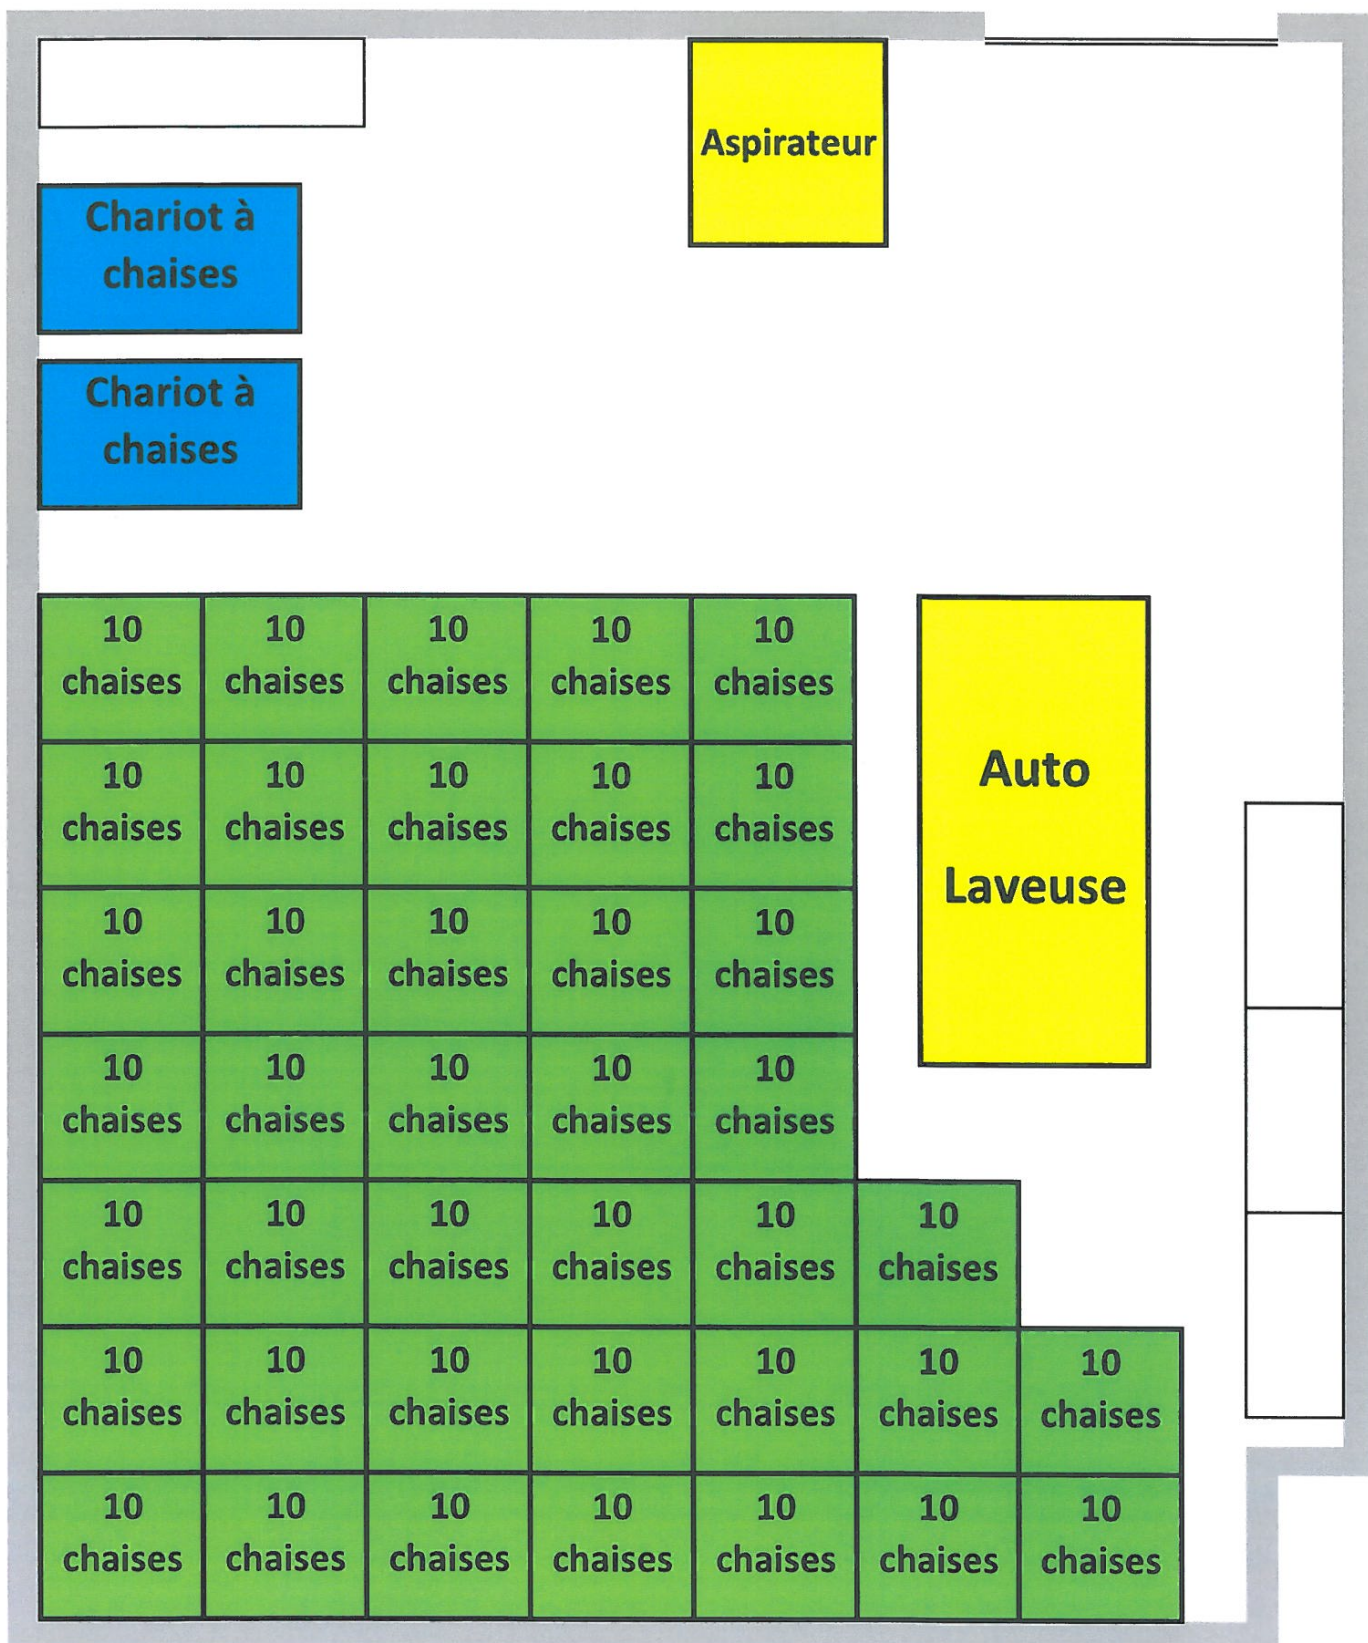 Aspirateur
Chariot à
chaises
Chariot à
chaises
10 10 10 10 10
chaises chaises chaises chaises chaises
Auto
Laveuse
10 10 10 10 10
chaises chaises chaises chaises chaises
10 10 10 10 10
chaises chaises chaises chaises chaises
10 10 10 10 10
chaises chaises chaises chaises chaises
10 10 10 10 10 10
chaises chaises chaises chaises chaises chaises
10 10 10 10 10 10 10
chaises chaises chaises chaises chaises chaises chaises
10 10 10 10 10 10 10
chaises chaises chaises chaises chaises chaises chaises